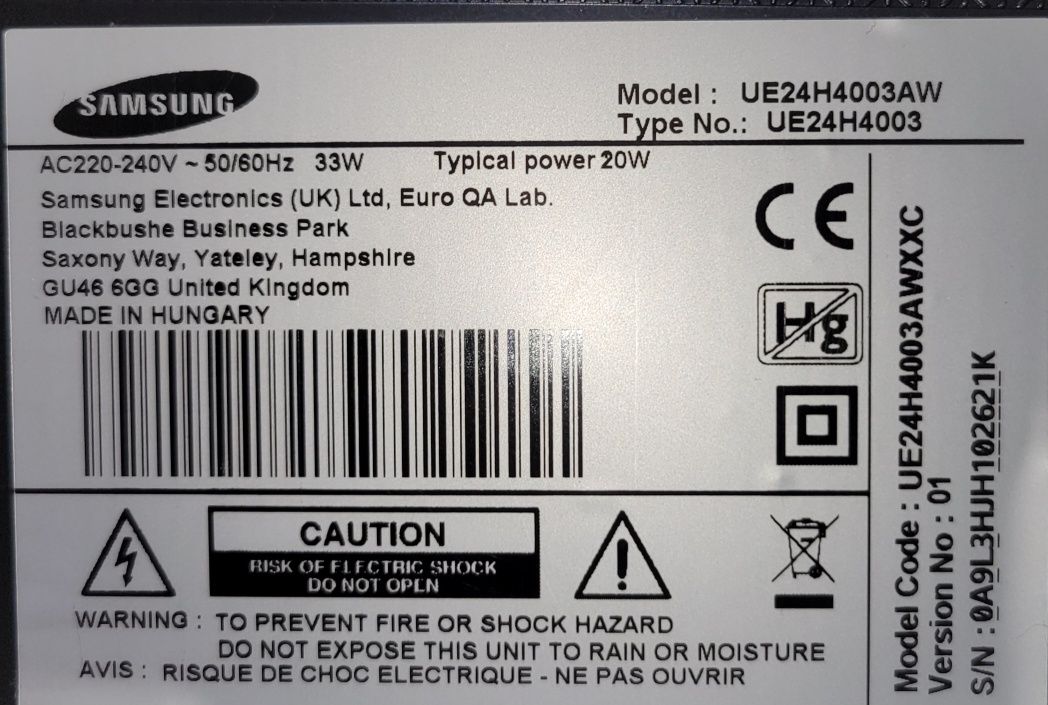 SAMSUNG
Model : UE24H4003AW
Type No.: UE24H4003
AC220-240V ~ 50/60Hz 33W Typical power 20W
Samsung Electronics (UK) Ltd, Euro QA Lab.
Blackbushe Business Park
Saxony Way, Yateley, Hampshire
GU46 6GG United Kingdom
MADE IN HUNGARY
CE
Hg
CAUTION
RISK OF ELECTRIC SHOCK
DO NOT OPEN
WARNING : TO PREVENT FIRE OR SHOCK HAZARD
DO NOT EXPOSE THIS UNIT TO RAIN OR MOISTURE
AVIS : RISQUE DE CHOC ELECTRIQUE - NE PAS OUVRIR
Model Code : UE24H4003AWXXC
Version No : 01
S/N : 0A9L3HJH102621K